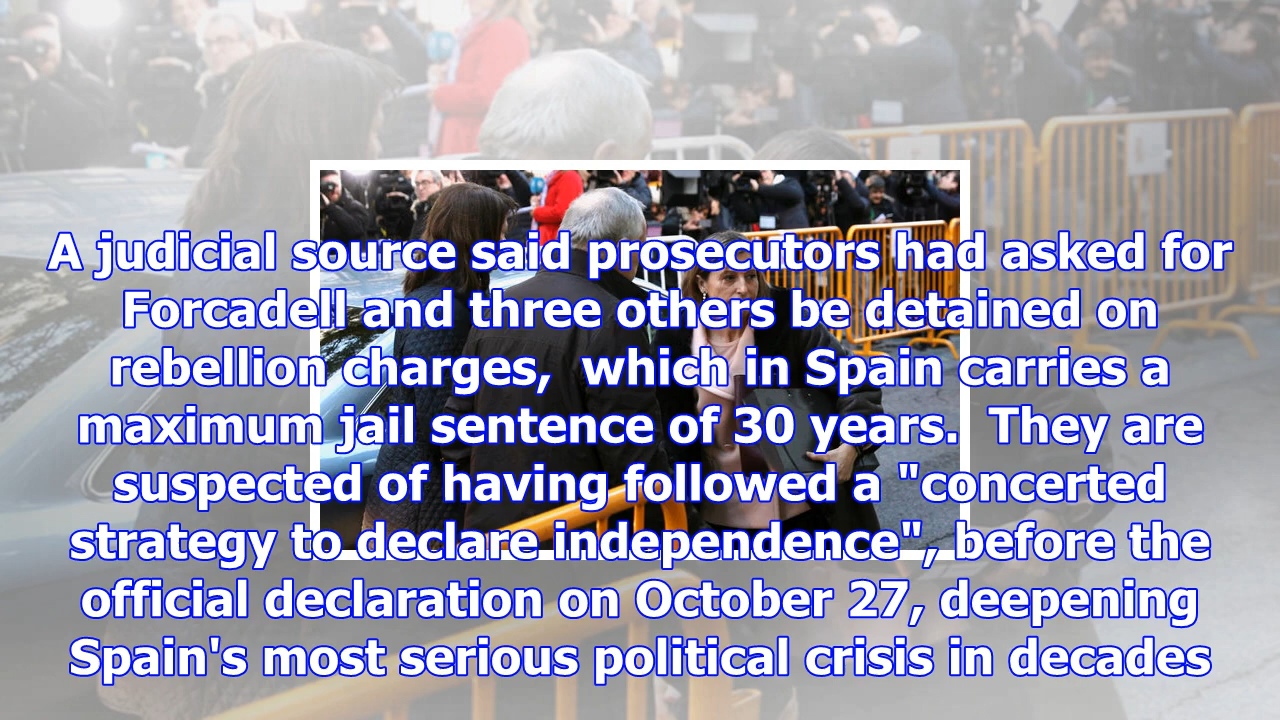 A judicial source said prosecutors had asked for
Forcadell and three others be detained on
rebellion charges,  which in Spain carries a
maximum jail sentence of 30 years.  They are
suspected of having followed a "concerted
strategy to declare independence", before the
official declaration on October 27, deepening
Spain's most serious political crisis in decades